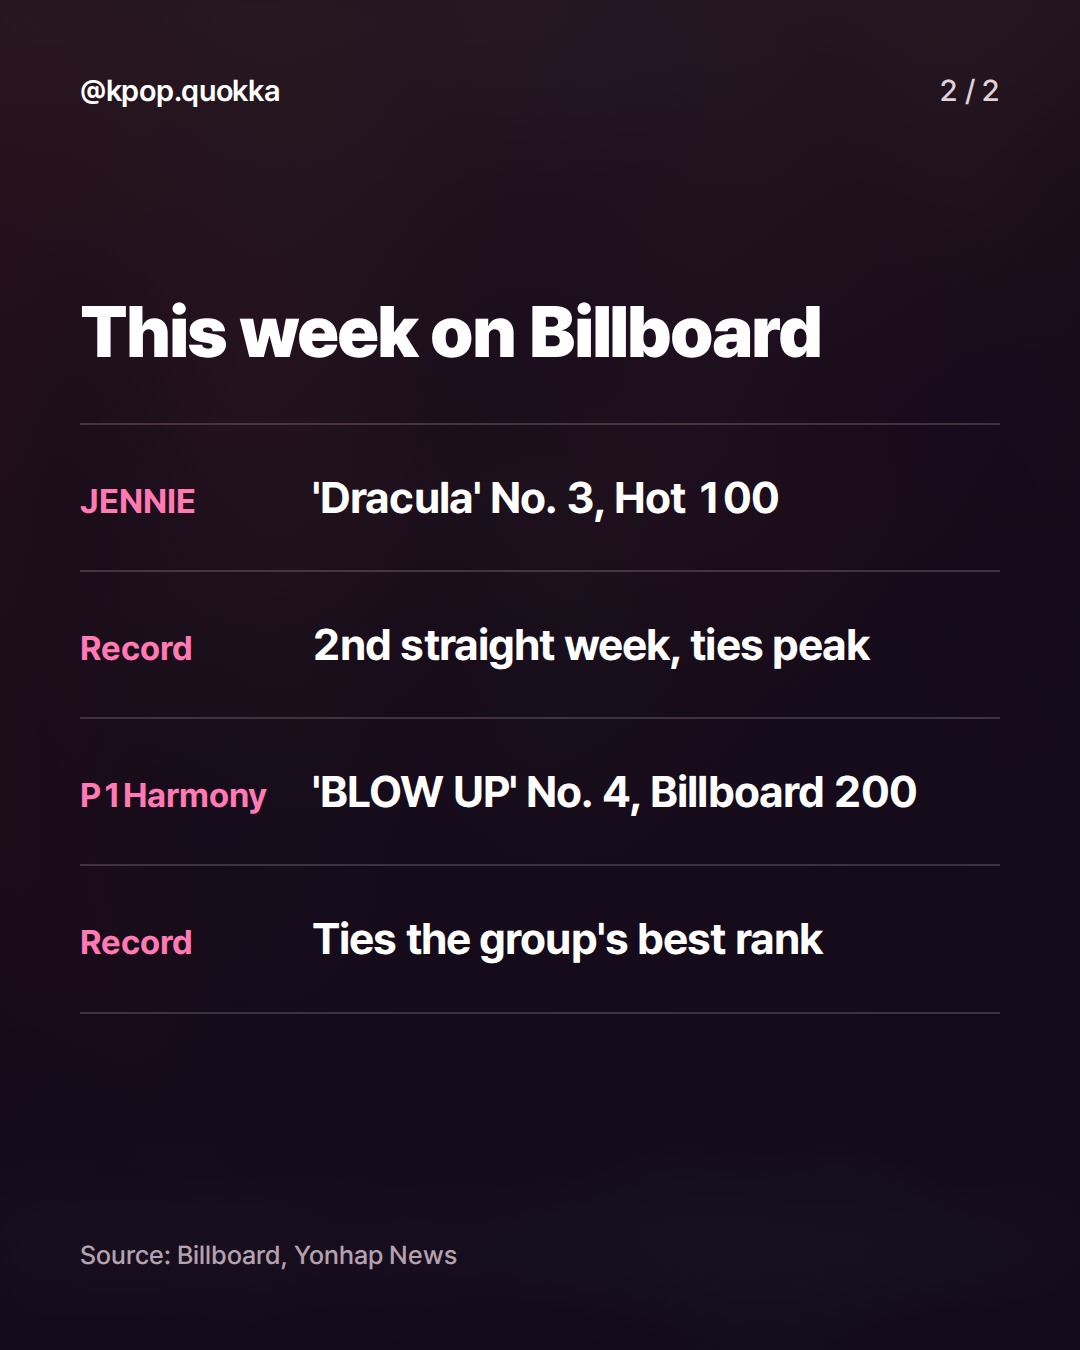 @kpop.quokka
2 / 2
This week on Billboard
JENNIE 'Dracula' No. 3, Hot 100
Record 2nd straight week, ties peak
P1Harmony 'BLOW UP' No. 4, Billboard 200
Record Ties the group's best rank
Source: Billboard, Yonhap News